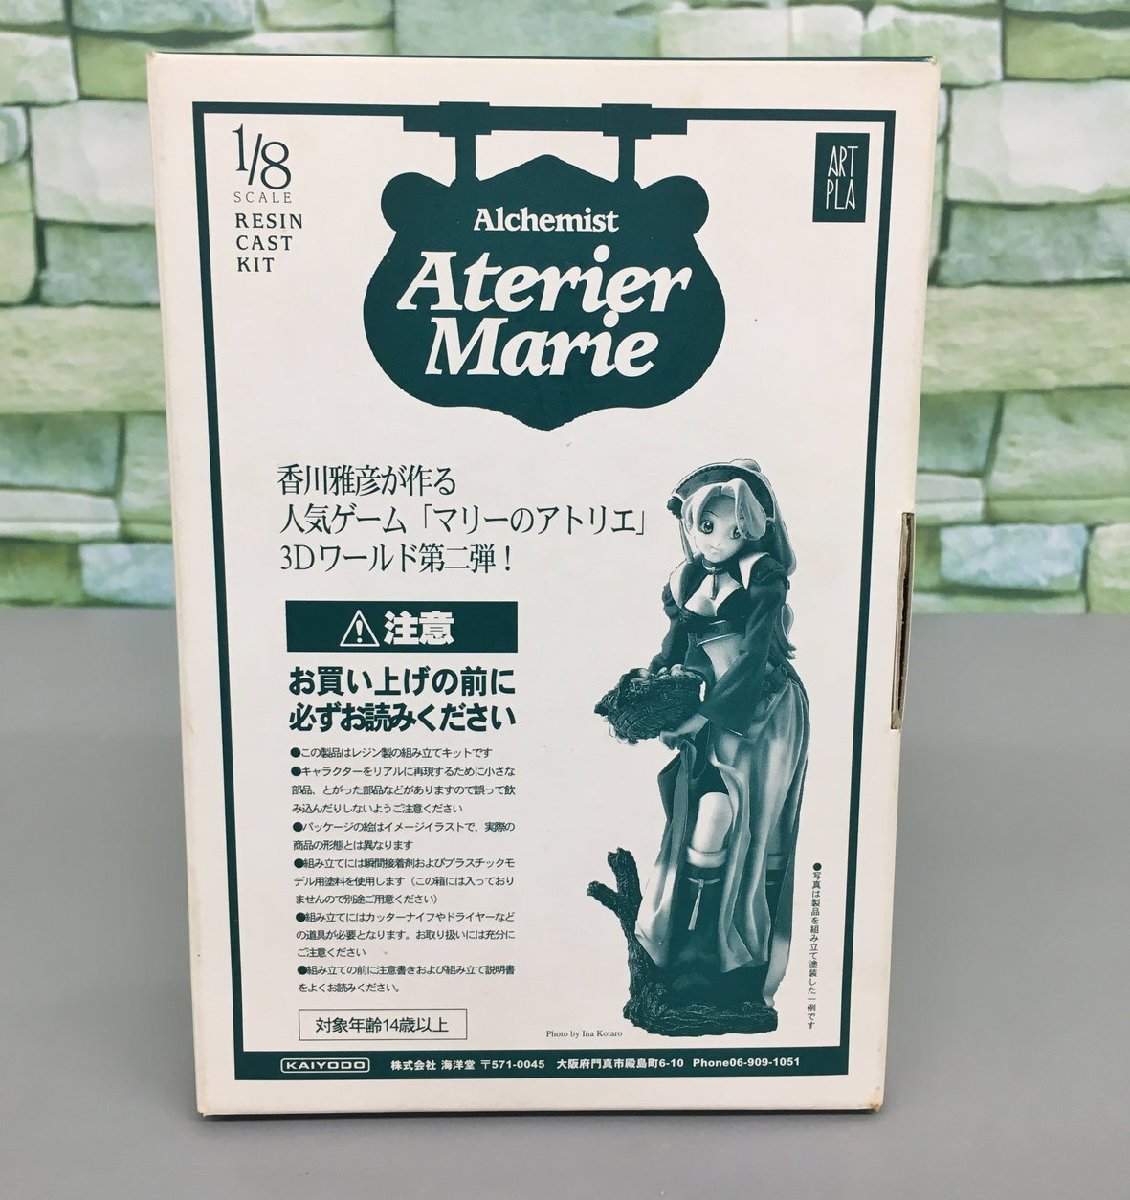 1/8
SCALE
RESIN
CAST
KIT
ART
PLA
Alchemist
Aterier
Marie
香川雅彦が作る
人気ゲーム「マリーのアトリエ」
3Dワールド第二弾！
注意
お買い上げの前に
必ずお読みください
●この製品はレジン製の組み立てキットです
●キャラクターをリアルに再現するために小さな
部品、とがった部品などがありますので誤って飲
み込んだりしないようご注意ください
●パッケージの絵はイメージイラストで、実際の
商品の形態とは異なります
●組み立てには瞬間接着剤およびプラスチックモ
デル用塗料を使用します（この箱には入っており
ませんので別途ご用意ください）
●組み立てにはカッターナイフやドライヤーなど
の道具が必要となります。お取り扱いには充分に
ご注意ください
●組み立ての前に注意書きおよび組み立て説明書
をよくお読みください。
対象年齢14歳以上
●写真は製品を組み立て塗装した一例です
Photo by Ina Kotaro
KAIYODO
株式会社 海洋堂 〒571-0045 大阪府門真市殿島町6-10 Phone06-909-1051